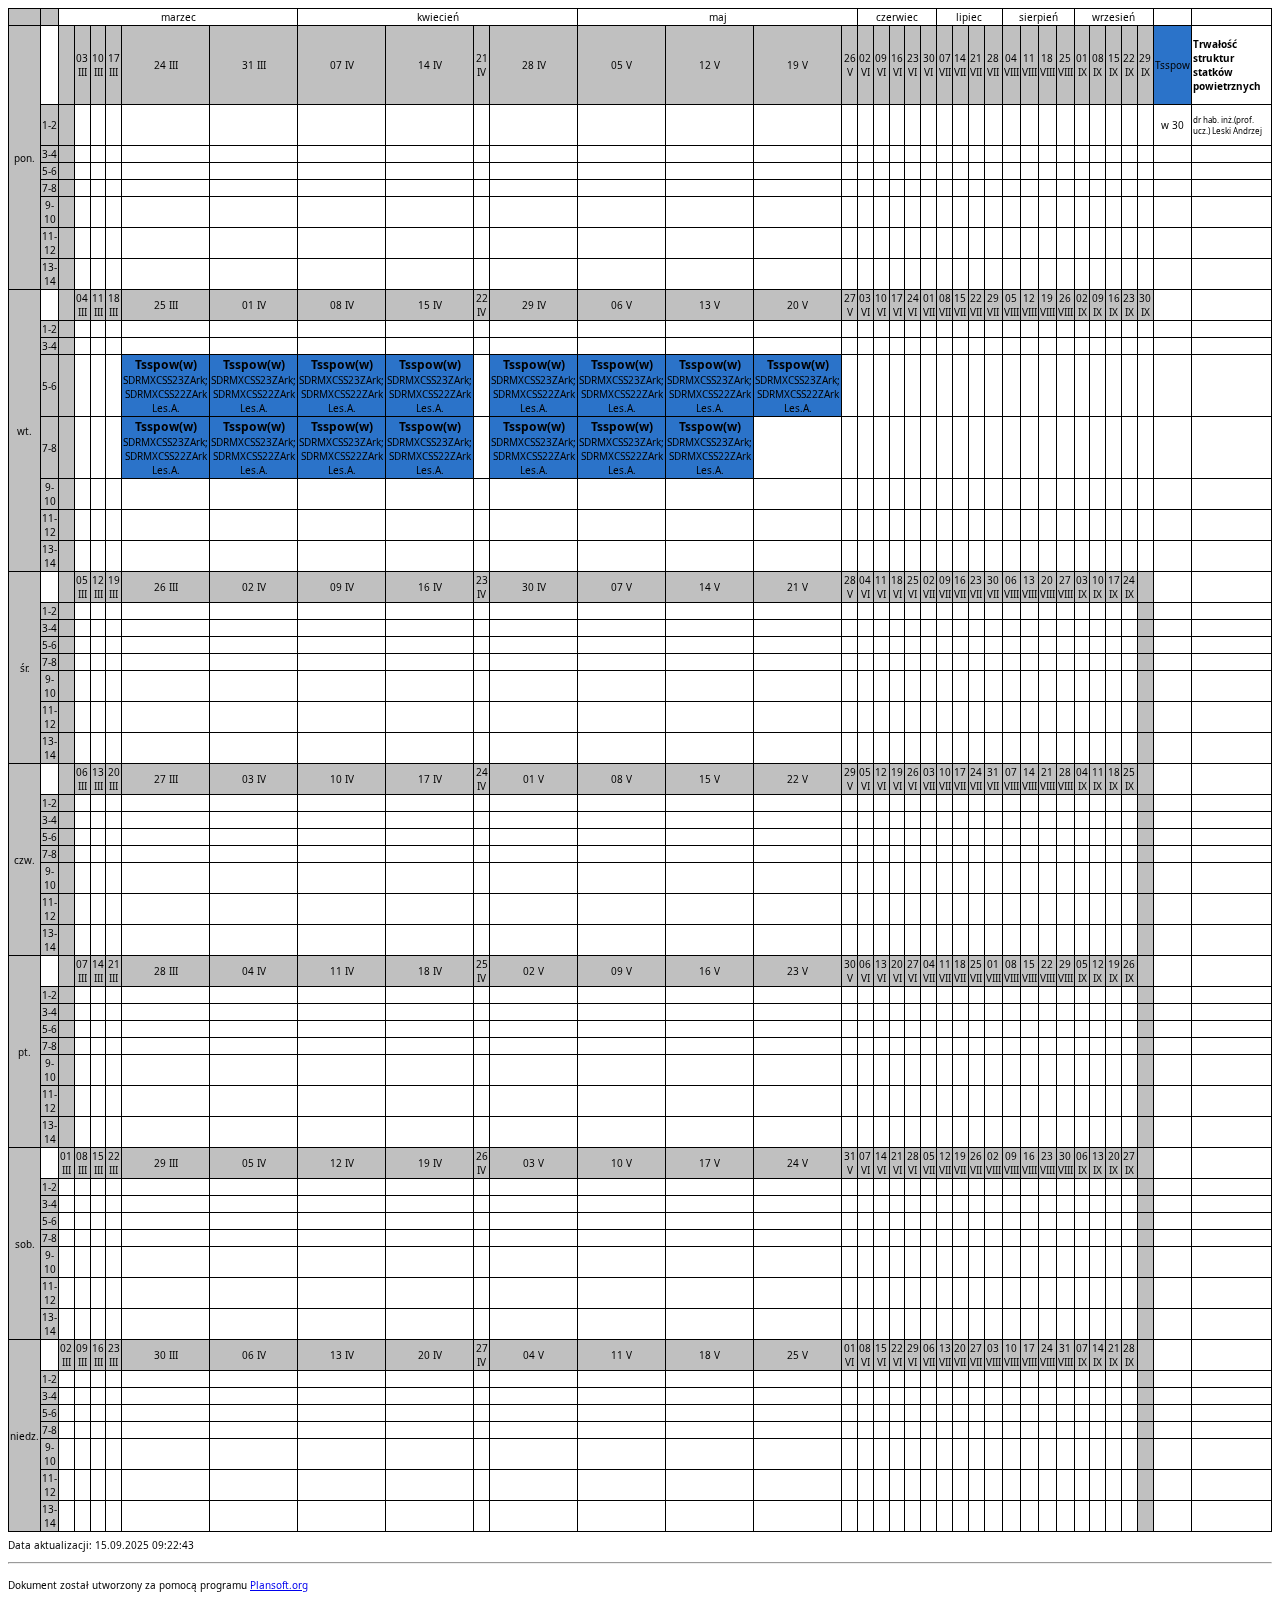 marzec kwiecień maj czerwiec lipiec sierpień wrzesień
pon. 03 III 10 III 17 III 24 III 31 III 07 IV 14 IV 21 IV 28 IV 05 V 12 V 19 V 26 V 02 VI 09 VI 16 VI 23 VI 30 VI 07 VII 14 VII 21 VII 28 VII 04 VIII 11 VIII 18 VIII 25 VIII 01 IX 08 IX 15 IX 22 IX 29 IX Tsspow Trwałość struktur statków powietrznych
1-2 w 30 dr hab. inż.(prof. ucz.) Leski Andrzej
3-4
5-6
7-8
9-10
11-12
13-14
wt. 04 III 11 III 18 III 25 III 01 IV 08 IV 15 IV 22 IV 29 IV 06 V 13 V 20 V 27 V 03 VI 10 VI 17 VI 24 VI 01 VII 08 VII 15 VII 22 VII 29 VII 05 VIII 12 VIII 19 VIII 26 VIII 02 IX 09 IX 16 IX 23 IX 30 IX
1-2
3-4
Tsspow(w) Tsspow(w) Tsspow(w) Tsspow(w) Tsspow(w) Tsspow(w) Tsspow(w) Tsspow(w)
5-6 SDRMXCSS23ZArk; SDRMXCSS23ZArk; SDRMXCSS23ZArk; SDRMXCSS23ZArk; SDRMXCSS23ZArk; SDRMXCSS23ZArk; SDRMXCSS23ZArk; SDRMXCSS23ZArk;
SDRMXCSS22ZArk SDRMXCSS22ZArk SDRMXCSS22ZArk SDRMXCSS22ZArk SDRMXCSS22ZArk SDRMXCSS22ZArk SDRMXCSS22ZArk SDRMXCSS22ZArk
Les.A. Les.A. Les.A. Les.A. Les.A. Les.A. Les.A. Les.A.
Tsspow(w) Tsspow(w) Tsspow(w) Tsspow(w) Tsspow(w) Tsspow(w) Tsspow(w)
7-8 SDRMXCSS23ZArk; SDRMXCSS23ZArk; SDRMXCSS23ZArk; SDRMXCSS23ZArk; SDRMXCSS23ZArk; SDRMXCSS23ZArk; SDRMXCSS23ZArk;
SDRMXCSS22ZArk SDRMXCSS22ZArk SDRMXCSS22ZArk SDRMXCSS22ZArk SDRMXCSS22ZArk SDRMXCSS22ZArk SDRMXCSS22ZArk
Les.A. Les.A. Les.A. Les.A. Les.A. Les.A. Les.A.
9-10
11-12
13-14
śr. 05 III 12 III 19 III 26 III 02 IV 09 IV 16 IV 23 IV 30 IV 07 V 14 V 21 V 28 V 04 VI 11 VI 18 VI 25 VI 02 VII 09 VII 16 VII 23 VII 30 VII 06 VIII 13 VIII 20 VIII 27 VIII 03 IX 10 IX 17 IX 24 IX
1-2
3-4
5-6
7-8
9-10
11-12
13-14
czw. 06 III 13 III 20 III 27 III 03 IV 10 IV 17 IV 24 IV 01 V 08 V 15 V 22 V 29 V 05 VI 12 VI 19 VI 26 VI 03 VII 10 VII 17 VII 24 VII 31 VII 07 VIII 14 VIII 21 VIII 28 VIII 04 IX 11 IX 18 IX 25 IX
1-2
3-4
5-6
7-8
9-10
11-12
13-14
pt. 07 III 14 III 21 III 28 III 04 IV 11 IV 18 IV 25 IV 02 V 09 V 16 V 23 V 30 V 06 VI 13 VI 20 VI 27 VI 04 VII 11 VII 18 VII 25 VII 01 VIII 08 VIII 15 VIII 22 VIII 29 VIII 05 IX 12 IX 19 IX 26 IX
1-2
3-4
5-6
7-8
9-10
11-12
13-14
sob. 01 III 08 III 15 III 22 III 29 III 05 IV 12 IV 19 IV 26 IV 03 V 10 V 17 V 24 V 31 V 07 VI 14 VI 21 VI 28 VI 05 VII 12 VII 19 VII 26 VII 02 VIII 09 VIII 16 VIII 23 VIII 30 VIII 06 IX 13 IX 20 IX 27 IX
1-2
3-4
5-6
7-8
9-10
11-12
13-14
niedz. 02 III 09 III 16 III 23 III 30 III 06 IV 13 IV 20 IV 27 IV 04 V 11 V 18 V 25 V 01 VI 08 VI 15 VI 22 VI 29 VI 06 VII 13 VII 20 VII 27 VII 03 VIII 10 VIII 17 VIII 24 VIII 31 VIII 07 IX 14 IX 21 IX 28 IX
1-2
3-4
5-6
7-8
9-10
11-12
13-14
Data aktualizacji: 15.09.2025 09:22:43
Dokument został utworzony za pomocą programu Plansoft.org